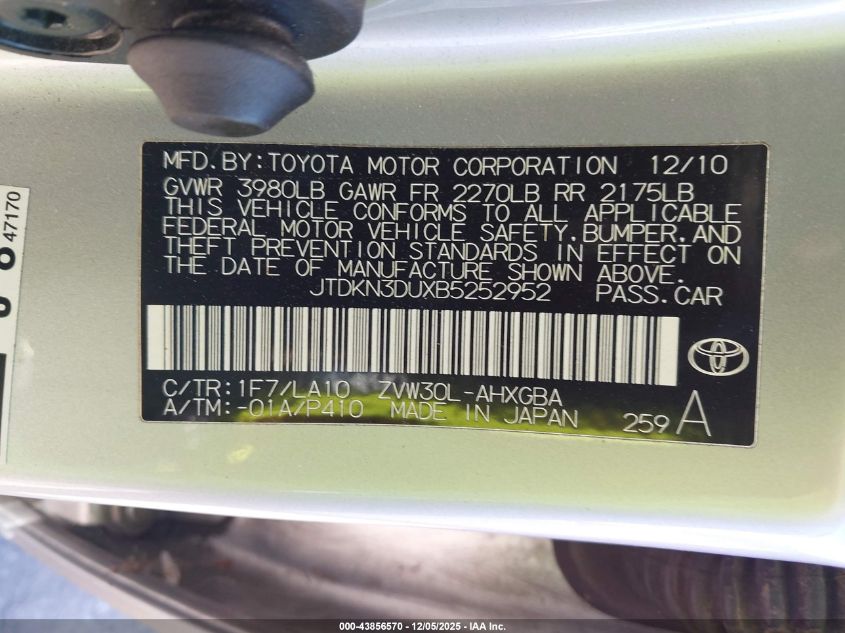 MFD.BY:TOYOTA MOTOR CORPORATION 12/10
GVWR 3980LB GAWR FR 2270LB RR 2175LB
THIS VEHICLE CONFORMS TO ALL APPLICABLE
FEDERAL MOTOR VEHICLE SAFETY,BUMPER,AND
THEFT PREVENTION STANDARDS IN EFFECT ON
THE DATE OF MANUFACTURE SHOWN ABOVE.
JTDKN3DUXB5252952 PASS.CAR
C/TR:1F7/LA10 ZVW30L-AHXGBA
A/TM:-01A/P410 MADE IN JAPAN 259 A
47170
000-43856570 - 12/05/2025 - IAA Inc.